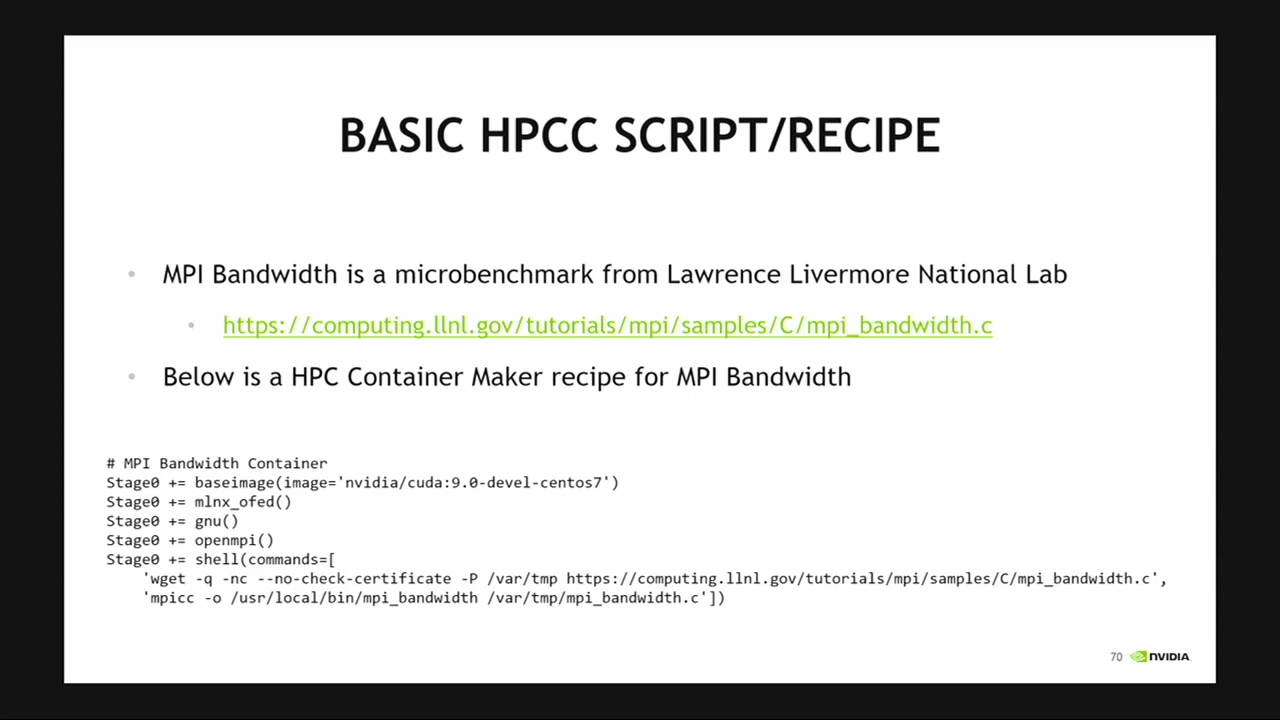 BASIC HPCC SCRIPT/RECIPE
• MPI Bandwidth is a microbenchmark from Lawrence Livermore National Lab
• https://computing.llnl.gov/tutorials/mpi/samples/C/mpi_bandwidth.c
• Below is a HPC Container Maker recipe for MPI Bandwidth
# MPI Bandwidth Container
Stage0 += baseimage(image='nvidia/cuda:9.0-devel-centos7')
Stage0 += mlnx_ofed()
Stage0 += gnu()
Stage0 += openmpi()
Stage0 += shell(commands=[
    'wget -q -nc --no-check-certificate -P /var/tmp https://computing.llnl.gov/tutorials/mpi/samples/C/mpi_bandwidth.c',
    'mpicc -o /usr/local/bin/mpi_bandwidth /var/tmp/mpi_bandwidth.c'])
70 NVIDIA